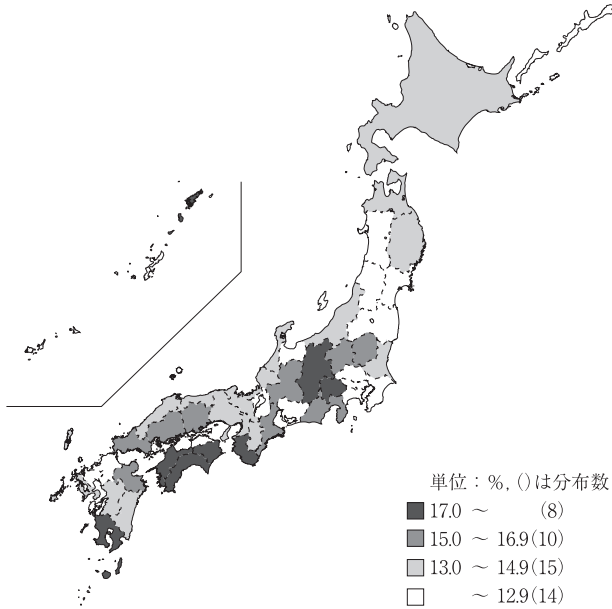 単位：%, ()は分布数
17.0 ～ (8)
15.0 ～ 16.9(10)
13.0 ～ 14.9(15)
～ 12.9(14)